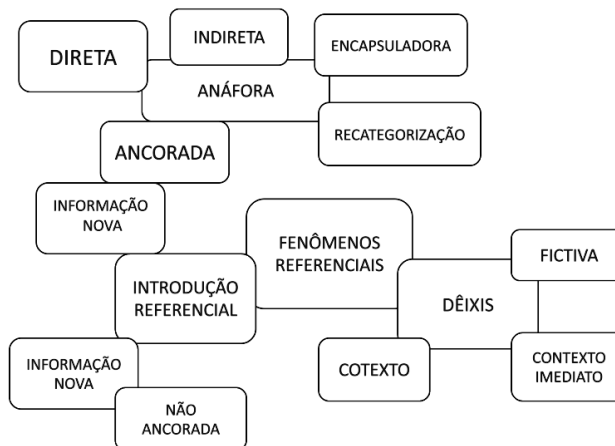 INDIRETA
DIRETA
ENCAPSULADORA
ANÁFORA
RECATEGORIZAÇÃO
ANCORADA
INFORMAÇÃO
NOVA
FENÔMENOS
REFERENCIAIS
FICTIVA
INTRODUÇÃO
REFERENCIAL
DÊIXIS
INFORMAÇÃO
NOVA
COTEXTO
CONTEXTO
IMEDIATO
NÃO
ANCORADA